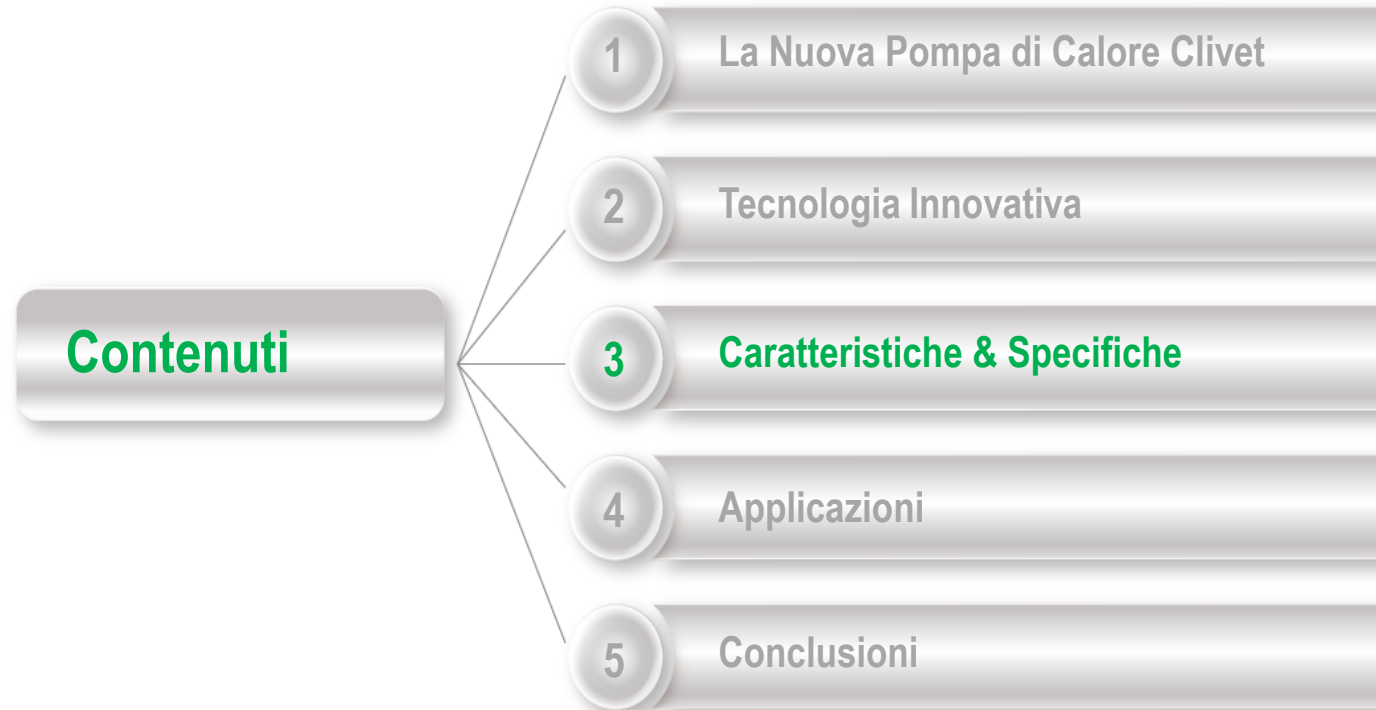 Contenuti
1 La Nuova Pompa di Calore Clivet
2 Tecnologia Innovativa
3 Caratteristiche & Specifiche
4 Applicazioni
5 Conclusioni